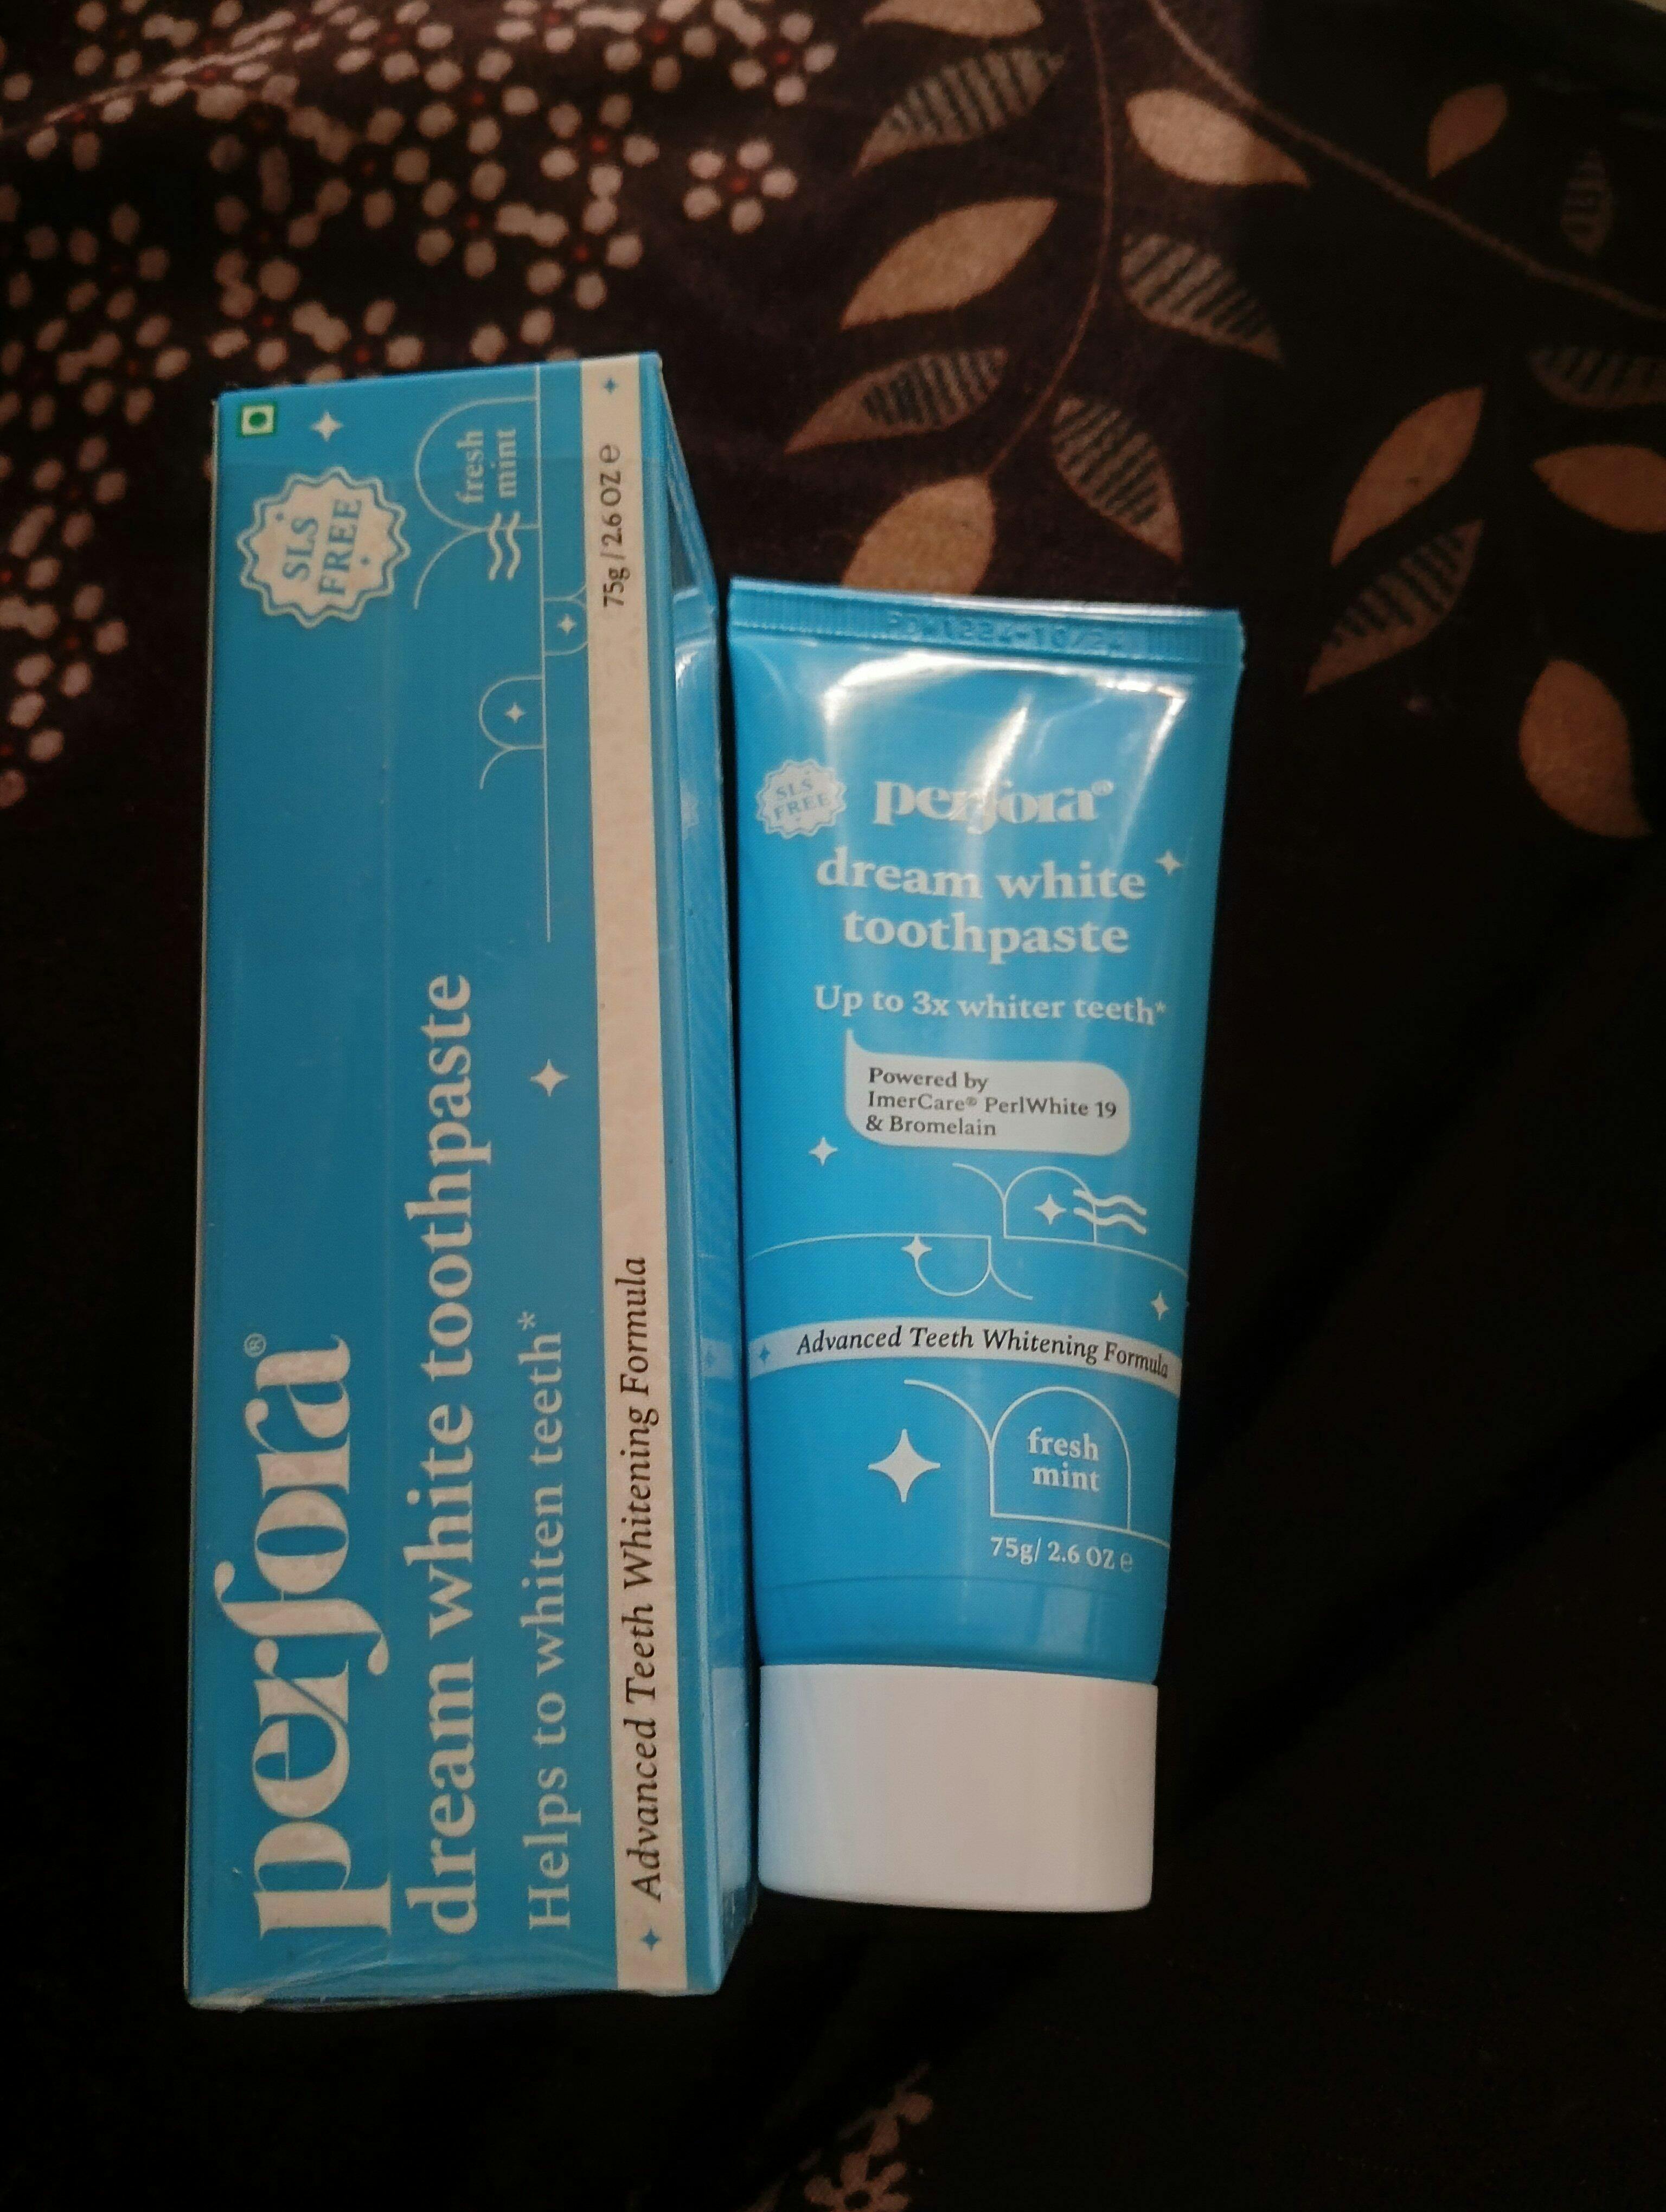 perfora®
dream white toothpaste
Helps to whiten teeth*
Advanced Teeth Whitening Formula
75g / 2.6 OZ e
SLS
FREE
fresh
mint
SLS
FREE
perfora®
dream white
toothpaste
Up to 3x whiter teeth*
Powered by
ImerCare® PerlWhite 19
& Bromelain
Advanced Teeth Whitening Formula
fresh
mint
75g/ 2.6 OZ e